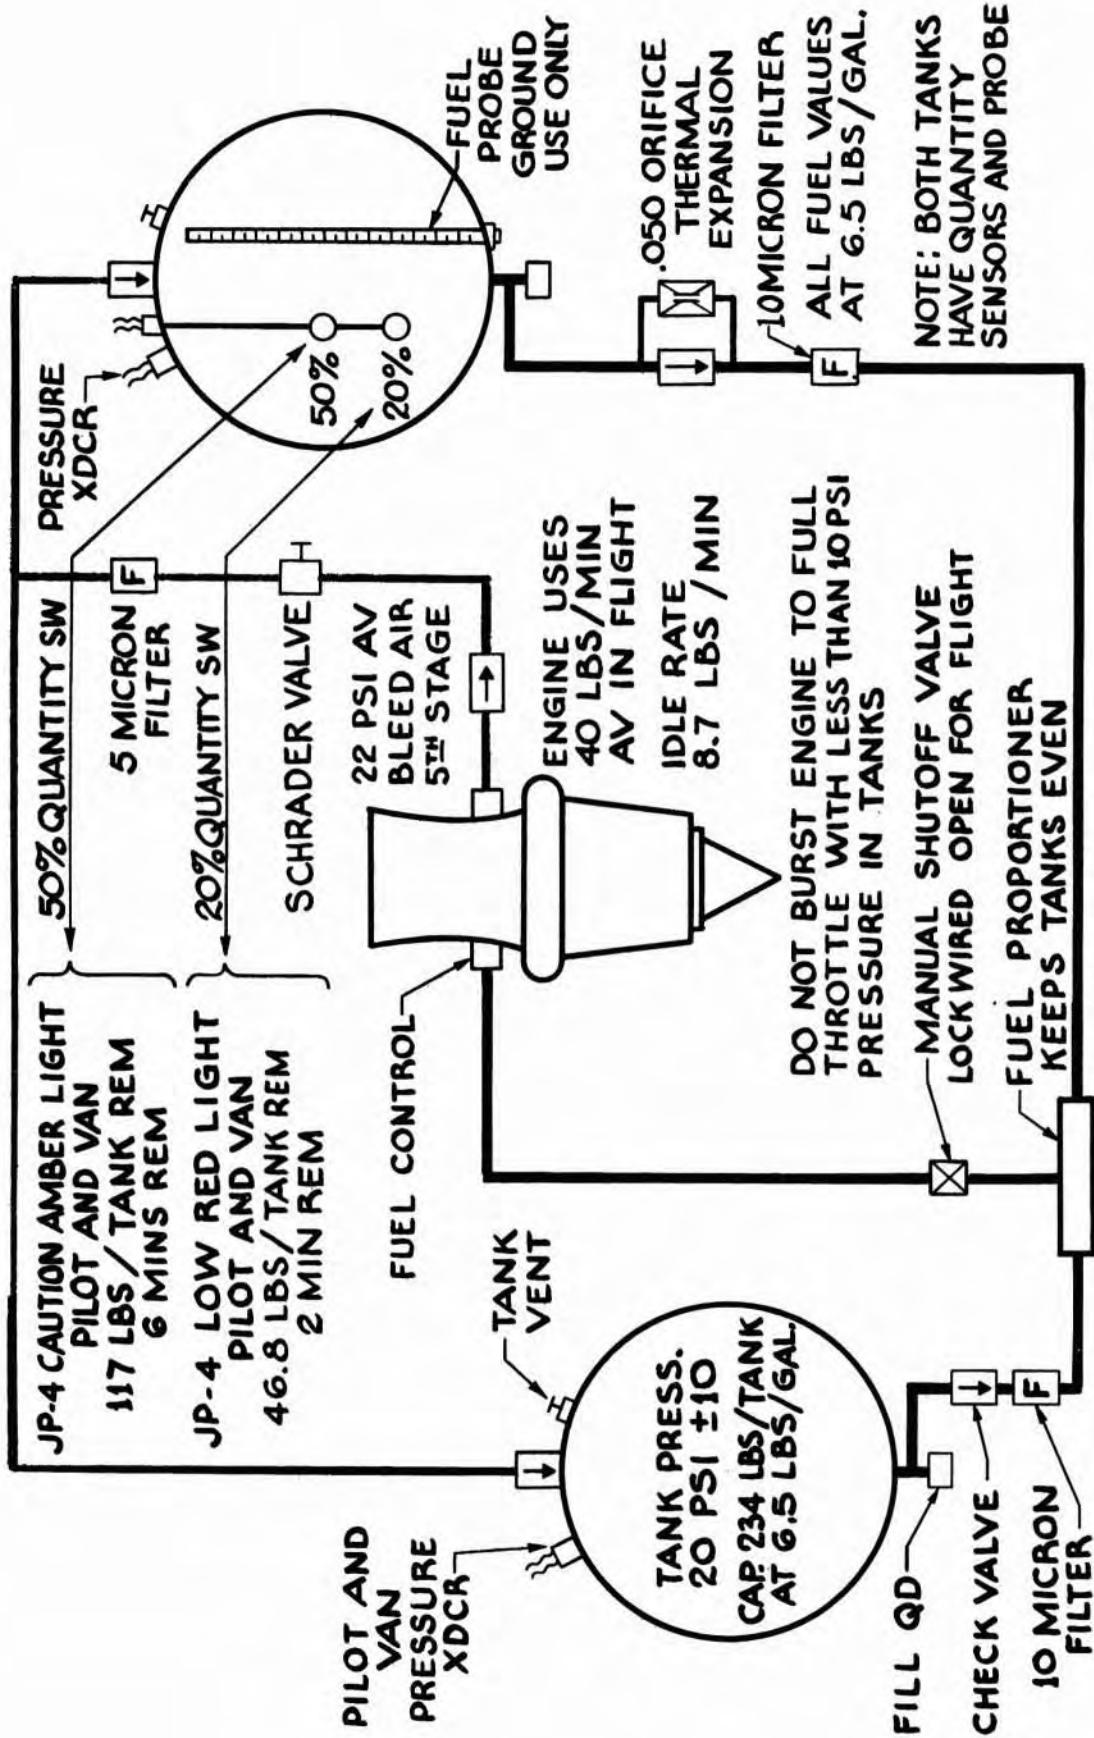 JP-4 CAUTION AMBER LIGHT
PILOT AND VAN
117 LBS/TANK REM
6 MINS REM
50% QUANTITY SW
JP-4 LOW RED LIGHT
PILOT AND VAN
46.8 LBS/TANK REM
2 MIN REM
20% QUANTITY SW
5 MICRON
FILTER
F
SCHRADER VALVE
PRESSURE
XDCR
50%
20%
FUEL
PROBE
GROUND
USE ONLY
22 PSI AV
BLEED AIR
5TH STAGE
FUEL CONTROL
ENGINE USES
40 LBS/MIN
AV IN FLIGHT
IDLE RATE
8.7 LBS /MIN
.050 ORIFICE
THERMAL
EXPANSION
10 MICRON FILTER
F
ALL FUEL VALUES
AT 6.5 LBS/GAL.
NOTE: BOTH TANKS
HAVE QUANTITY
SENSORS AND PROBE
PILOT AND
VAN
PRESSURE
XDCR
TANK
VENT
TANK PRESS.
20 PSI ±10
CAP. 234 LBS/TANK
AT 6.5 LBS/GAL.
DO NOT BURST ENGINE TO FULL
THROTTLE WITH LESS THAN 10 PSI
PRESSURE IN TANKS
MANUAL SHUTOFF VALVE
LOCKWIRED OPEN FOR FLIGHT
FUEL PROPORTIONER
KEEPS TANKS EVEN
FILL QD
CHECK VALVE
10 MICRON
FILTER
F